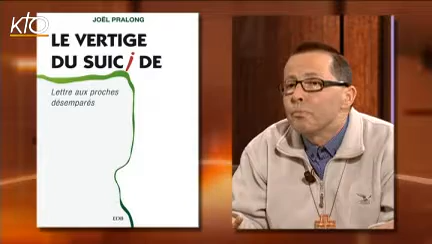 KTO
JOËL PRALONG
LE VERTIGE
DU SUICIDE
Lettre aux proches
désemparés
EDB